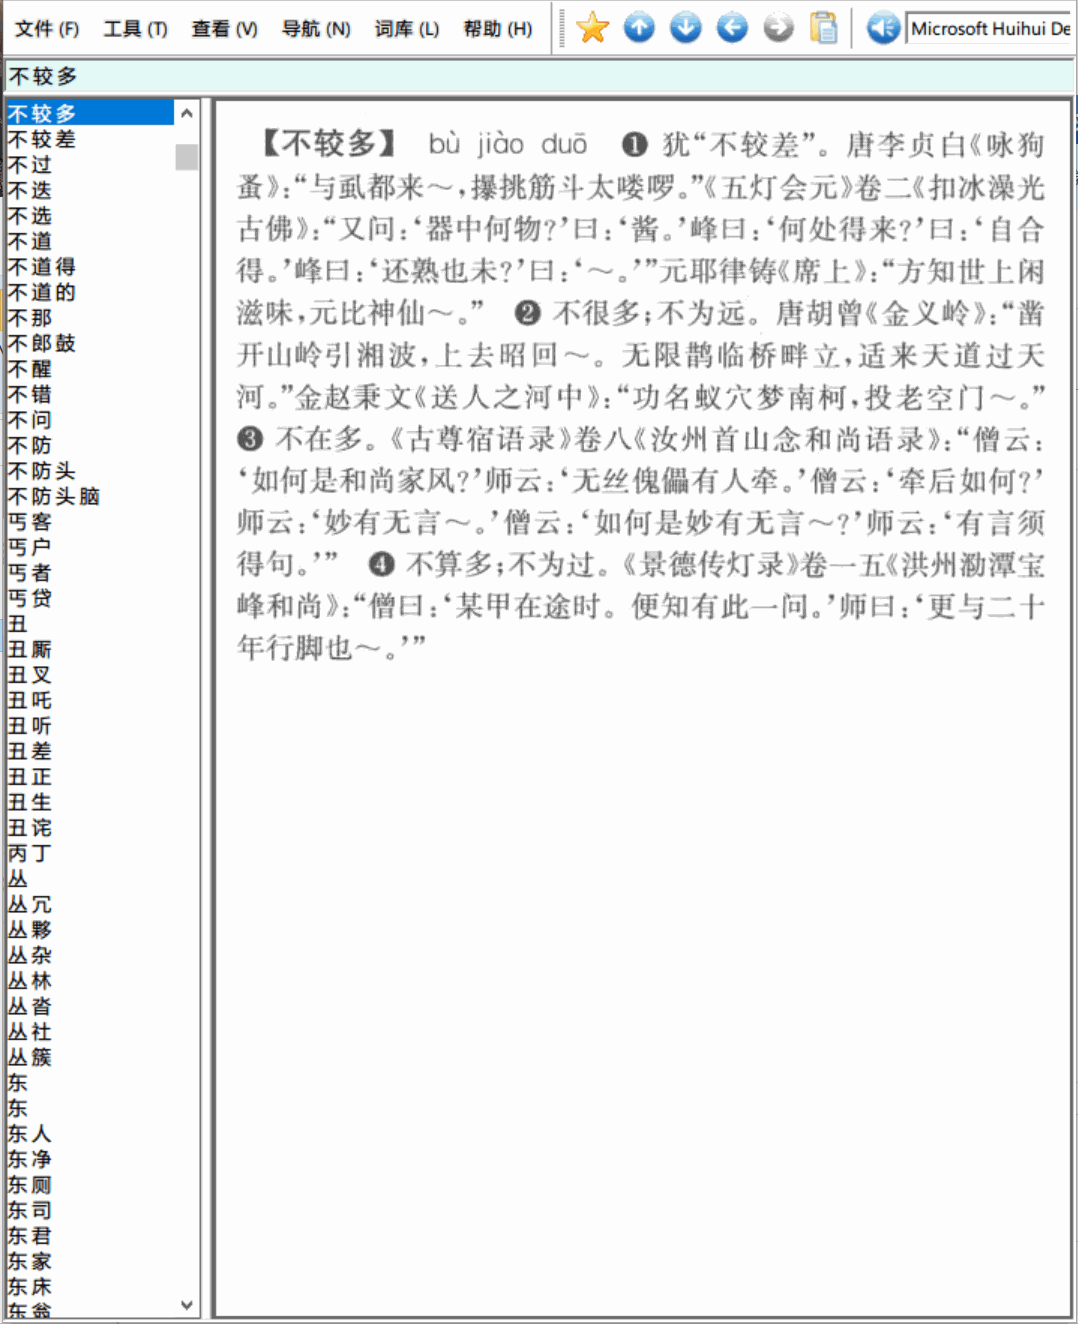 文件 (F) 工具 (T) 查看 (V) 导航 (N) 词库 (L) 帮助 (H) Microsoft Huihui De
不较多
不较多
不较差
不过
不迭
不选
不道
不道得
不道的
不那
不郎鼓
不醒
不错
不问
不防
不防头
不防头脑
丐客
丐户
丐者
丐贷
丑
丑厮
丑叉
丑吒
丑听
丑差
丑正
丑生
丑诧
丙丁
丛
丛冗
丛夥
丛杂
丛林
丛沓
丛社
丛簇
东
东
东人
东净
东厕
东司
东君
东家
东床
东翁
【不较多】 bù jiào duō ❶ 犹“不较差”。唐李贞白《咏狗
蚤》：“与虱都来～，攥挑筋斗太喽啰。”《五灯会元》卷二《扣冰澡光
古佛》：“又问：‘器中何物？’曰：‘酱。’峰曰：‘何处得来？’曰：‘自合
得。’峰曰：‘还熟也未？’曰：‘～。’”元耶律铸《席上》：“方知世上闲
滋味，元比神仙～。” ❷ 不很多；不为远。唐胡曾《金义岭》：“凿
开山岭引湘波，上去昭回～。无限鹊临桥畔立，适来天道过天
河。”金赵秉文《送人之河中》：“功名蚁穴梦南柯，投老空门～。”
❸ 不在多。《古尊宿语录》卷八《汝州首山念和尚语录》：“僧云：
‘如何是和尚家风？’师云：‘无丝傀儡有人牵。’僧云：‘牵后如何？’
师云：‘妙有无言～。’僧云：‘如何是妙有无言～？’师云：‘有言须
得句。’” ❹ 不算多；不为过。《景德传灯录》卷一五《洪州泐潭宝
峰和尚》：“僧曰：‘某甲在途时。便知有此一问。’师曰：‘更与二十
年行脚也～。’”